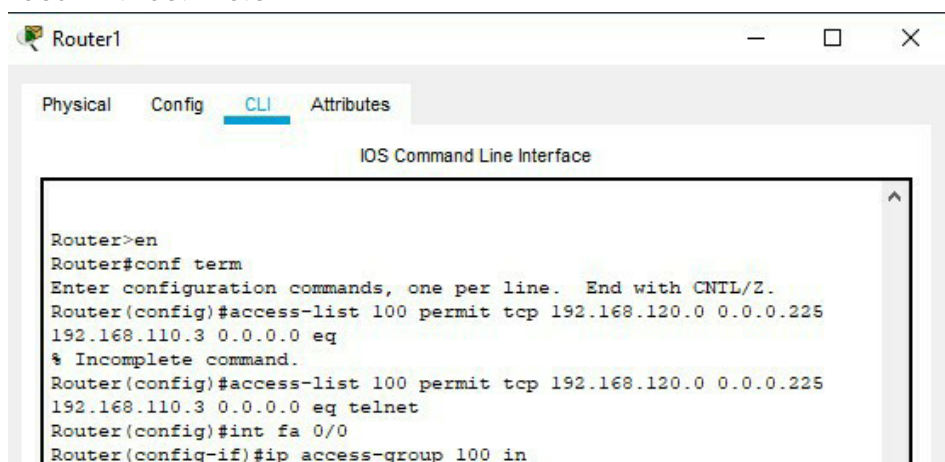 Router1
Physical Config CLI Attributes
IOS Command Line Interface
Router>en
Router#conf term
Enter configuration commands, one per line. End with CNTL/Z.
Router(config)#access-list 100 permit tcp 192.168.120.0 0.0.0.225
192.168.110.3 0.0.0.0 eq
% Incomplete command.
Router(config)#access-list 100 permit tcp 192.168.120.0 0.0.0.225
192.168.110.3 0.0.0.0 eq telnet
Router(config)#int fa 0/0
Router(config-if)#ip access-group 100 in